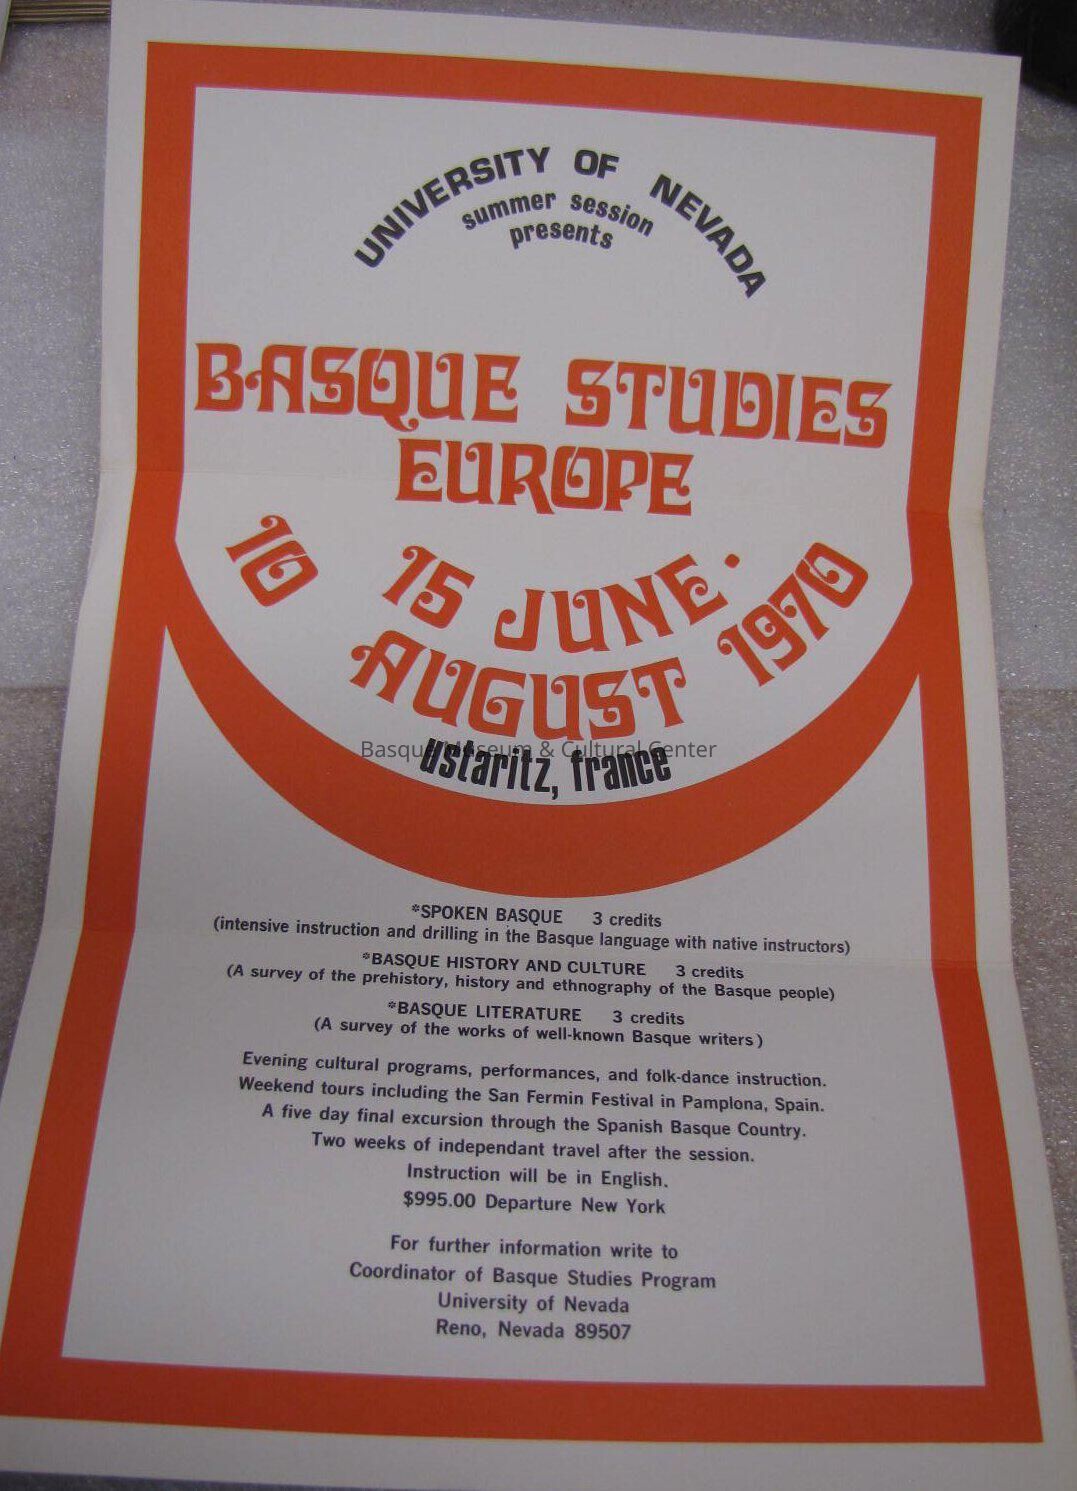 UNIVERSITY OF NEVADA
summer session
presents
BASQUE STUDIES
EUROPE
15 JUNE -
10 AUGUST 1970
ustaritz, france
Basque Museum & Cultural Center
*SPOKEN BASQUE 3 credits
(intensive instruction and drilling in the Basque language with native instructors)
*BASQUE HISTORY AND CULTURE 3 credits
(A survey of the prehistory, history and ethnography of the Basque people)
*BASQUE LITERATURE 3 credits
(A survey of the works of well-known Basque writers)
Evening cultural programs, performances, and folk-dance instruction.
Weekend tours including the San Fermin Festival in Pamplona, Spain.
A five day final excursion through the Spanish Basque Country.
Two weeks of independant travel after the session.
Instruction will be in English.
$995.00 Departure New York
For further information write to
Coordinator of Basque Studies Program
University of Nevada
Reno, Nevada 89507